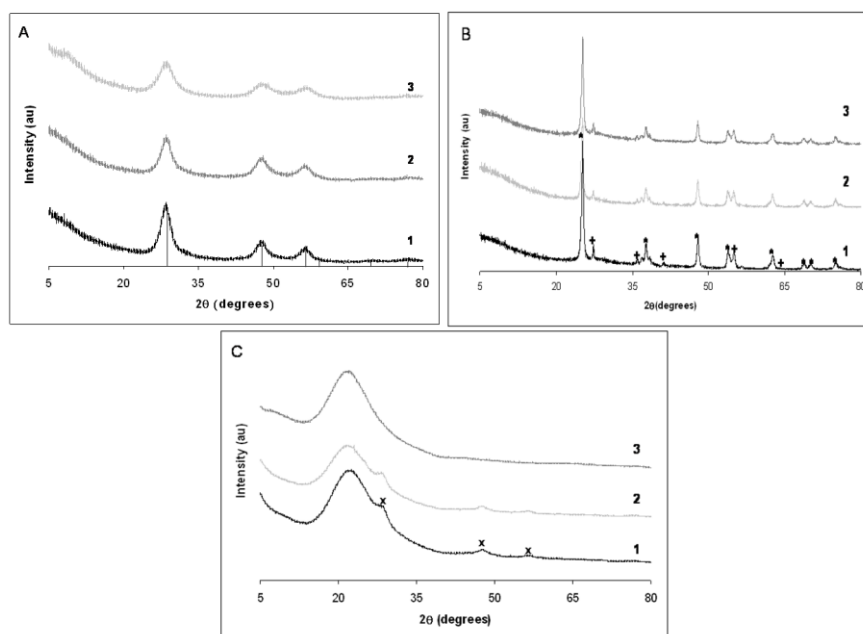 A
3
2
1
Intensity (au)
5 20 35 50 65 80
2θ (degrees)
B
3
*
2
1
+ + * + * * + * + * * *
Intensity (au)
5 20 35 50 65 80
2θ(degrees)
C
3
2
x
x x
1
Intensity (au)
5 20 35 50 65 80
2θ (degrees)